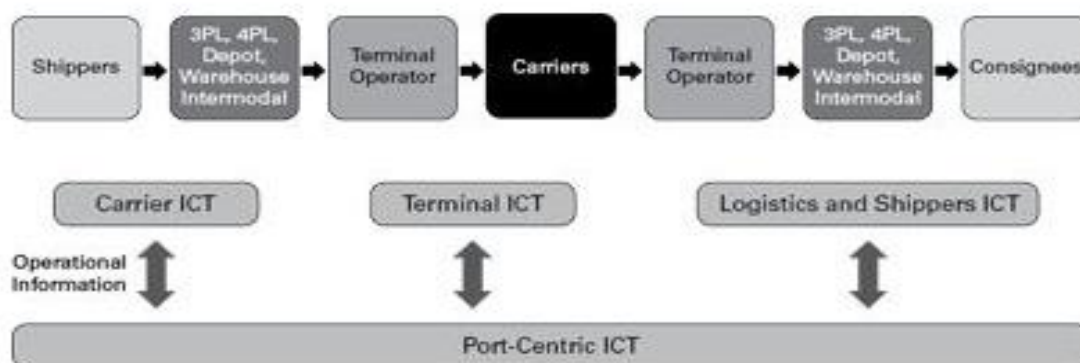 Shippers
3PL, 4PL,
Depot,
Warehouse
Intermodal
Terminal
Operator
Carriers
Terminal
Operator
3PL, 4PL,
Depot,
Warehouse
Intermodal
Consignees
Carrier ICT
Terminal ICT
Logistics and Shippers ICT
Operational
Information
Port-Centric ICT